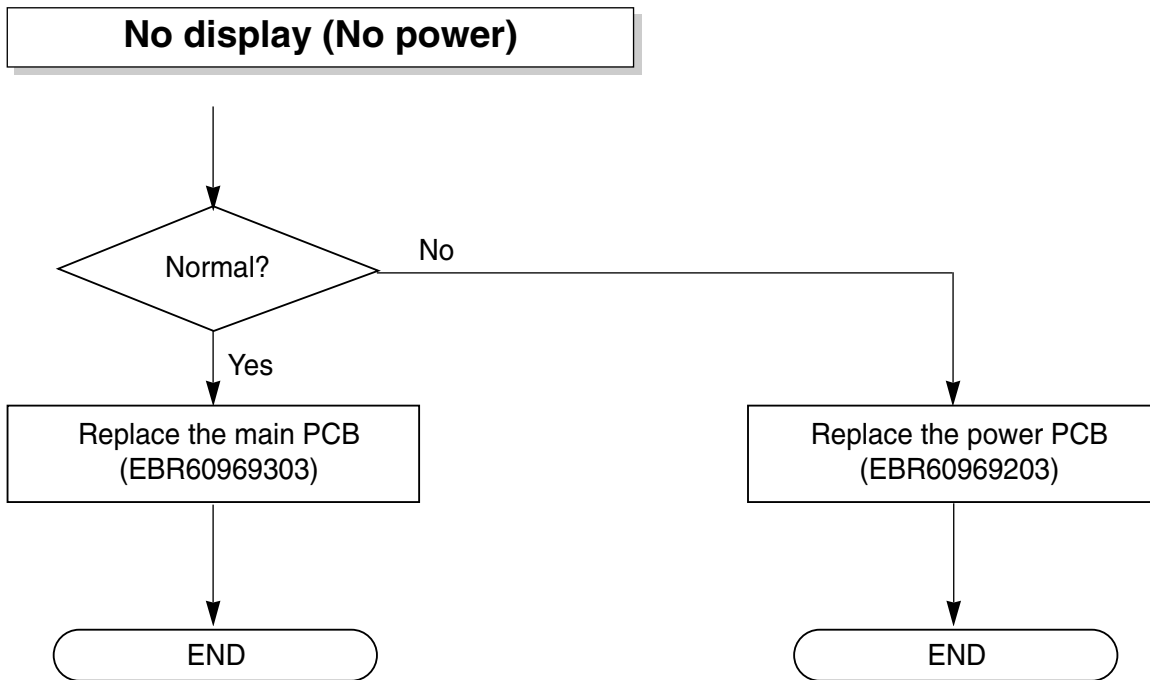 No display (No power)
Normal?
No
Yes
Replace the main PCB
(EBR60969303)
Replace the power PCB
(EBR60969203)
END
END